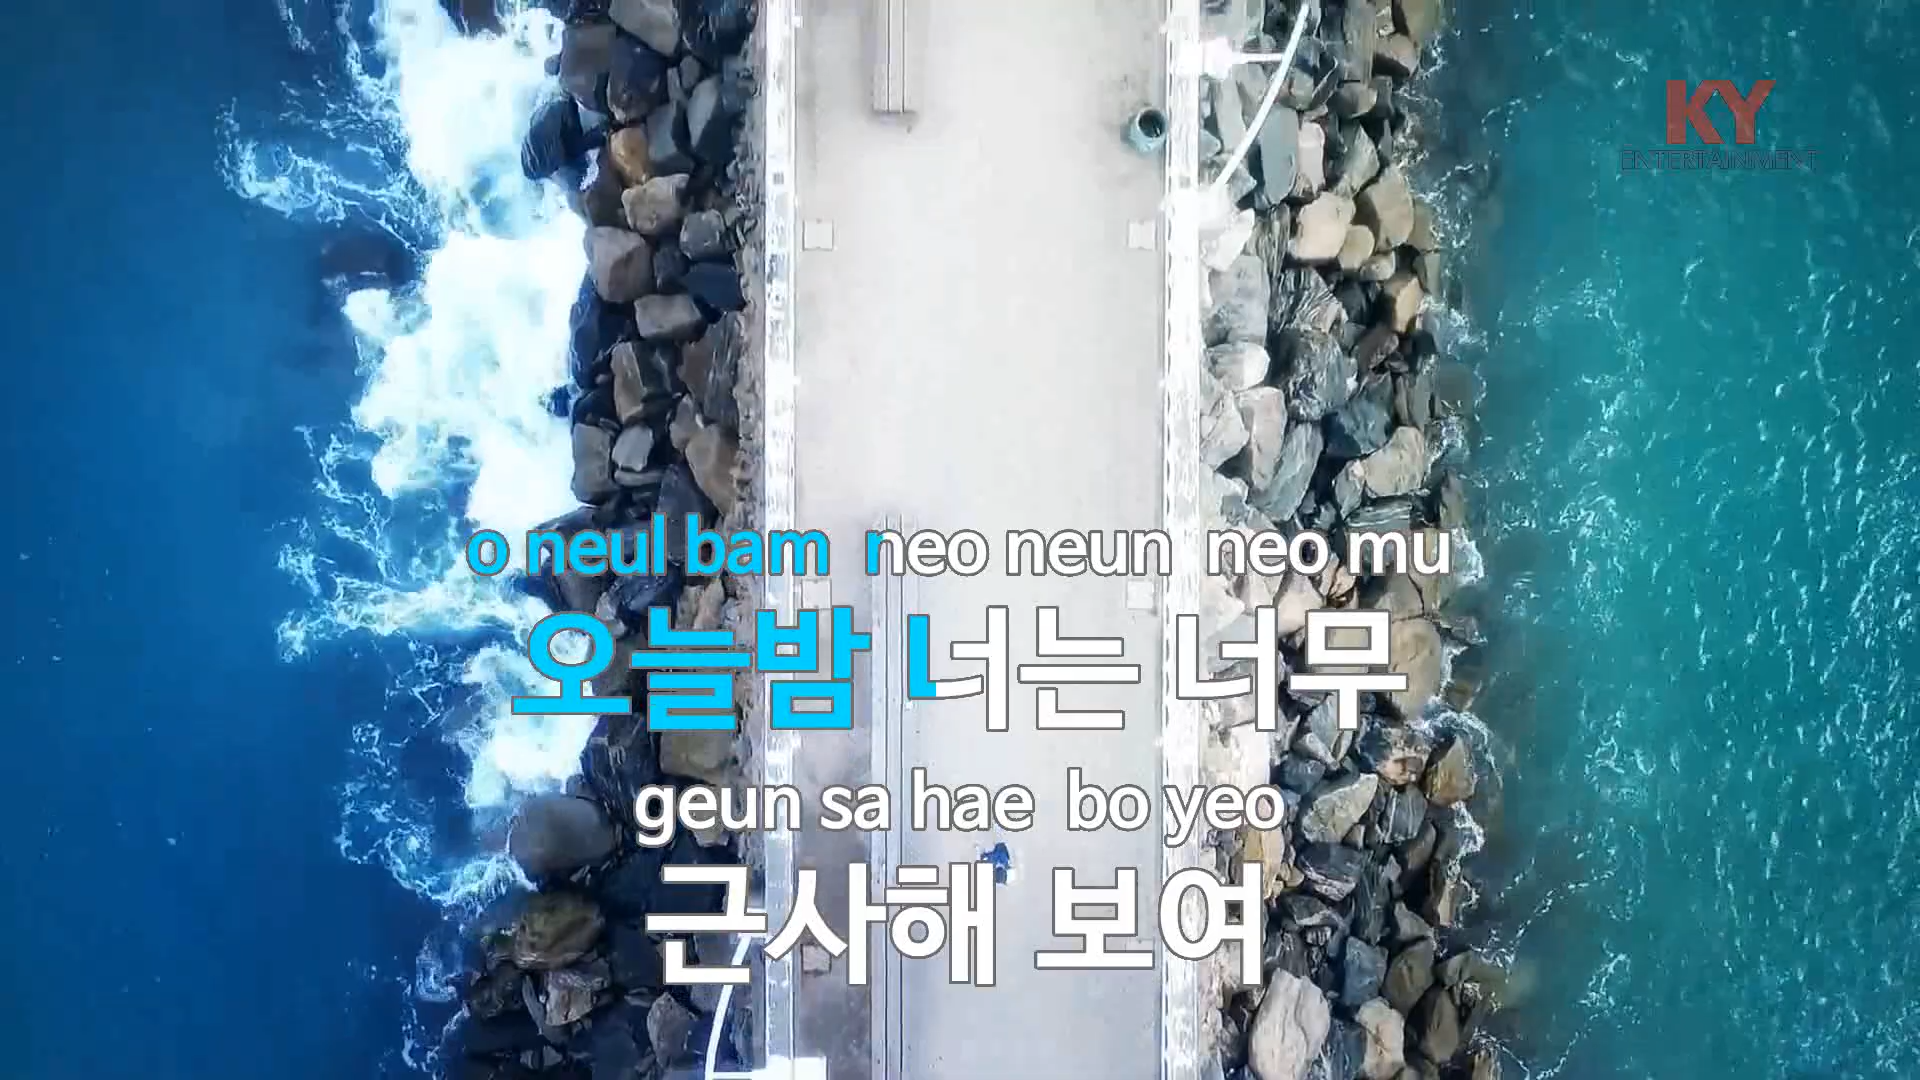 KY
ENTERTAINMENT
o neul bam neo neun neo mu
오늘밤 너는 너무
geun sa hae bo yeo
근사해 보여